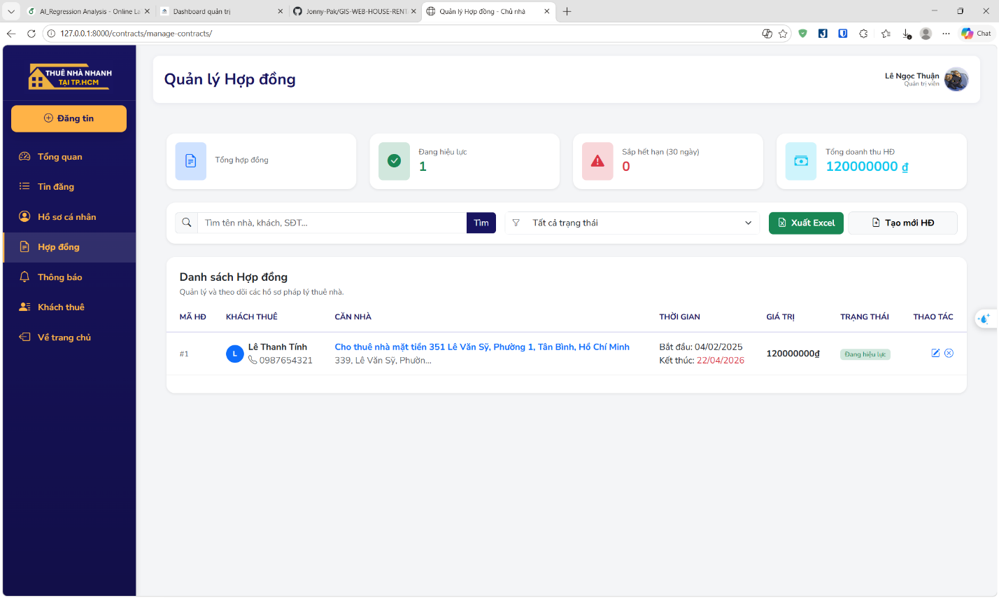 AI_Regression Analysis - Online La
Dashboard quản trị
Jonny-Pak/GIS-WEB-HOUSE-RENT
Quản lý Hợp đồng - Chủ nhà
127.0.0.1:8000/contracts/manage-contracts/
Chat
THUÊ NHÀ NHANH
TẠI TP.HCM
Đăng tin
Tổng quan
Tin đăng
Hồ sơ cá nhân
Hợp đồng
Thông báo
Khách thuê
Về trang chủ
Quản lý Hợp đồng
Lê Ngọc Thuận
Quản trị viên
Tổng hợp đồng
Đang hiệu lực
1
Sắp hết hạn (30 ngày)
0
Tổng doanh thu HĐ
120000000 ₫
Tìm tên nhà, khách, SĐT...
Tìm
Tất cả trạng thái
Xuất Excel
Tạo mới HĐ
Danh sách Hợp đồng
Quản lý và theo dõi các hồ sơ pháp lý thuê nhà.
MÃ HĐ KHÁCH THUÊ CĂN NHÀ THỜI GIAN GIÁ TRỊ TRẠNG THÁI THAO TÁC
#1
L
Lê Thanh Tính
0987654321
Cho thuê nhà mặt tiền 351 Lê Văn Sỹ, Phường 1, Tân Bình, Hồ Chí Minh
339, Lê Văn Sỹ, Phườn...
Bắt đầu: 04/02/2025
Kết thúc: 22/04/2026
120000000₫
Đang hiệu lực